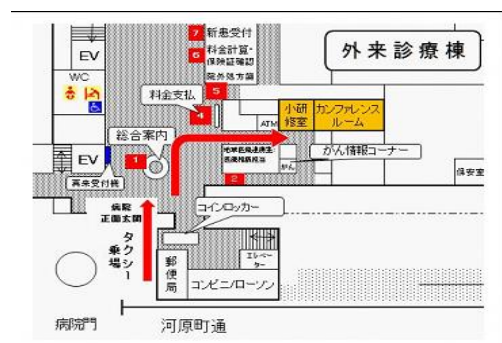 7 新患受付
6 料金計算・
保険証確認
院外処方箋
5
外来診療棟
EV
WC
料金支払
4
ATM
小研
修室
カンファレンス
ルーム
総合案内
1
EV
再来受付機
がん
がん情報コーナー
2
保安室
病院
正面玄関
コインロッカー
タクシー
乗場
郵
便
局
エレベー
ター
コンビニ/ローソン
病院門
河原町通